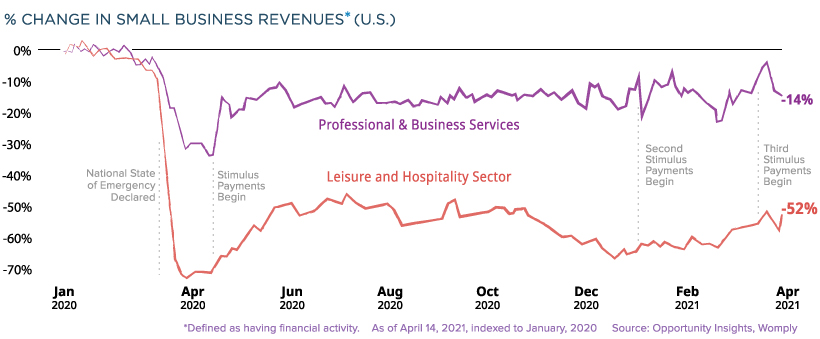 % CHANGE IN SMALL BUSINESS REVENUES* (U.S.)
0%
-10%
-20%
-30%
-40%
-50%
-60%
-70%
-14%
Professional & Business Services
National State
of Emergency
Declared
Stimulus
Payments
Begin
Leisure and Hospitality Sector
Second
Stimulus
Payments
Begin
Third
Stimulus
Payments
Begin
-52%
Jan
2020
Apr
2020
Jun
2020
Aug
2020
Oct
2020
Dec
2020
Feb
2021
Apr
2021
*Defined as having financial activity. As of April 14, 2021, indexed to January, 2020 Source: Opportunity Insights, Womply